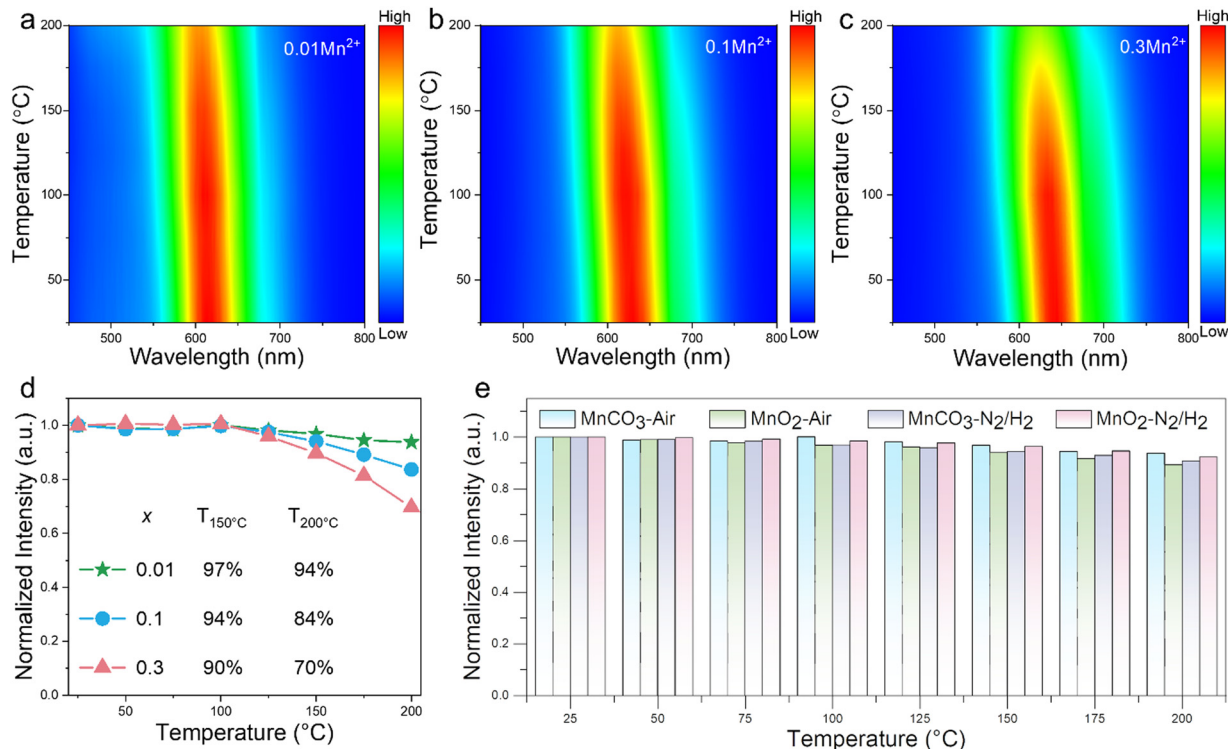 a
0.01Mn²⁺
High
Low
200
150
100
50
Temperature (°C)
500
600
700
800
Wavelength (nm)
b
0.1Mn²⁺
High
Low
200
150
100
50
Temperature (°C)
500
600
700
800
Wavelength (nm)
c
0.3Mn²⁺
High
Low
200
150
100
50
Temperature (°C)
500
600
700
800
Wavelength (nm)
d
Normalized Intensity (a.u.)
1.0
0.8
0.6
0.4
0.2
0.0
x T150°C T200°C
0.01 97% 94%
0.1 94% 84%
0.3 90% 70%
50
100
150
200
Temperature (°C)
e
MnCO₃-Air MnO₂-Air MnCO₃-N₂/H₂ MnO₂-N₂/H₂
Normalized Intensity (a.u.)
1.0
0.8
0.6
0.4
0.2
0.0
25
50
75
100
125
150
175
200
Temperature (°C)